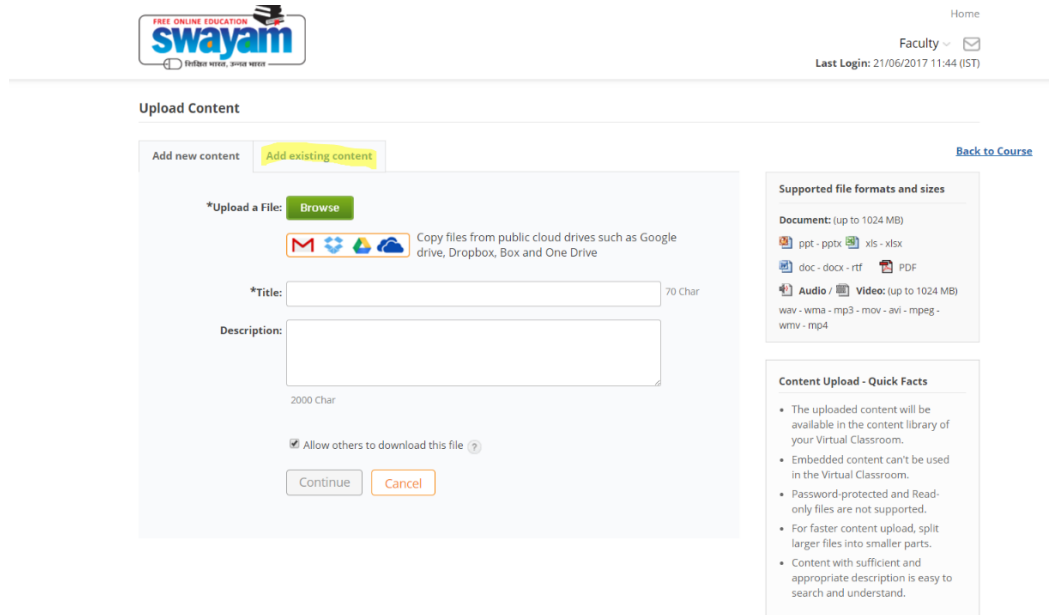 FREE ONLINE EDUCATION
swayam
शिक्षित भारत, उन्नत भारत
Home
Faculty
Last Login: 21/06/2017 11:44 (IST)
Upload Content
Add new content
Add existing content
Back to Course
*Upload a File:
Browse
Copy files from public cloud drives such as Google
drive, Dropbox, Box and One Drive
*Title:
70 Char
Description:
2000 Char
Allow others to download this file ?
Continue
Cancel
Supported file formats and sizes
Document: (up to 1024 MB)
ppt - pptx xls - xlsx
doc - docx - rtf PDF
Audio / Video: (up to 1024 MB)
wav - wma - mp3 - mov - avi - mpeg -
wmv - mp4
Content Upload - Quick Facts
• The uploaded content will be
available in the content library of
your Virtual Classroom.
• Embedded content can't be used
in the Virtual Classroom.
• Password-protected and Read-
only files are not supported.
• For faster content upload, split
larger files into smaller parts.
• Content with sufficient and
appropriate description is easy to
search and understand.